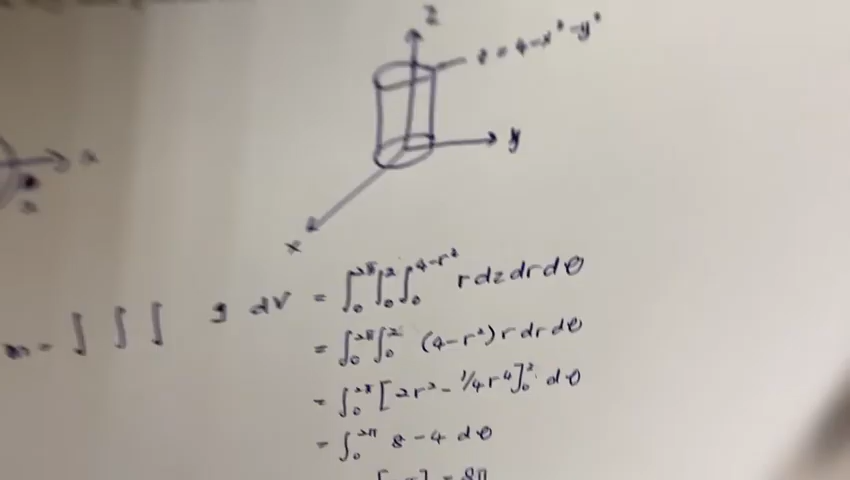 z
z = 4 - x² - y²
y
x
x
m = ∫ ∫ ∫ g dV = ∫₀^2π ∫₀^2 ∫₀^4-r² r dz dr dθ
= ∫₀^2π ∫₀^2 (4 - r²) r dr dθ
= ∫₀^2π [2r² - 1/4 r⁴]₀² dθ
= ∫₀^2π 8 - 4 dθ
= 8π